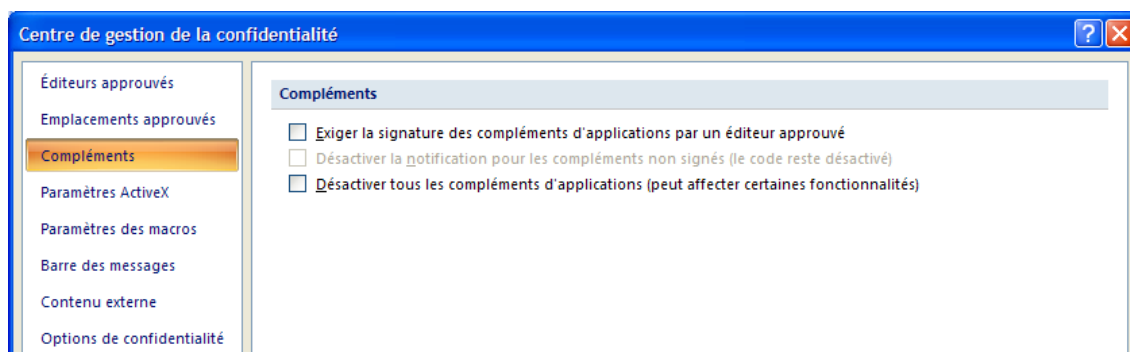 Centre de gestion de la confidentialité
Éditeurs approuvés
Emplacements approuvés
Compléments
Paramètres ActiveX
Paramètres des macros
Barre des messages
Contenu externe
Options de confidentialité
Compléments
Exiger la signature des compléments d'applications par un éditeur approuvé
Désactiver la notification pour les compléments non signés (le code reste désactivé)
Désactiver tous les compléments d'applications (peut affecter certaines fonctionnalités)